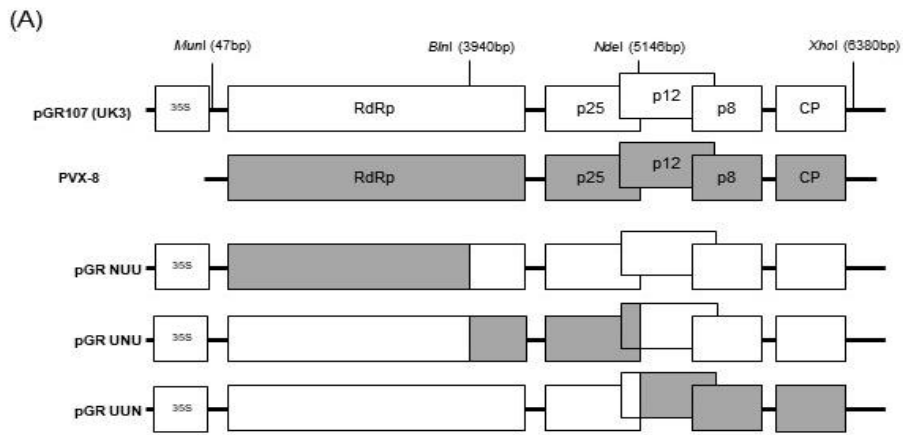 (A)
MunI (47bp) BlnI (3940bp) NdeI (5146bp) XhoI (6380bp)
pGR107 (UK3) 35S RdRp p25 p12 p8 CP
PVX-8 RdRp p25 p12 p8 CP
pGR NUU 35S
pGR UNU 35S
pGR UUN 35S